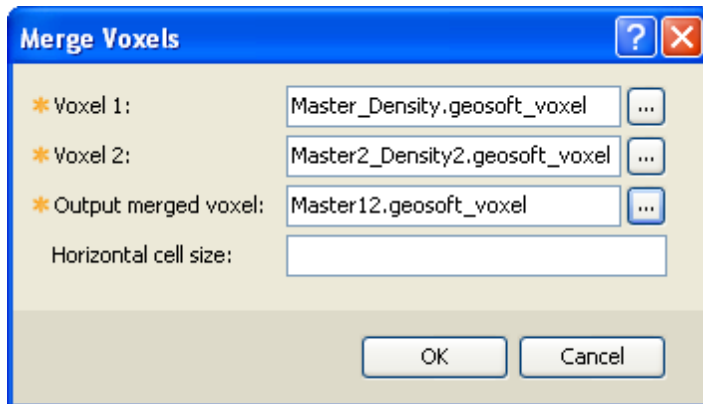 Merge Voxels
?
* Voxel 1: Master_Density.geosoft_voxel ...
* Voxel 2: Master2_Density2.geosoft_voxel ...
* Output merged voxel: Master12.geosoft_voxel ...
Horizontal cell size:
OK Cancel